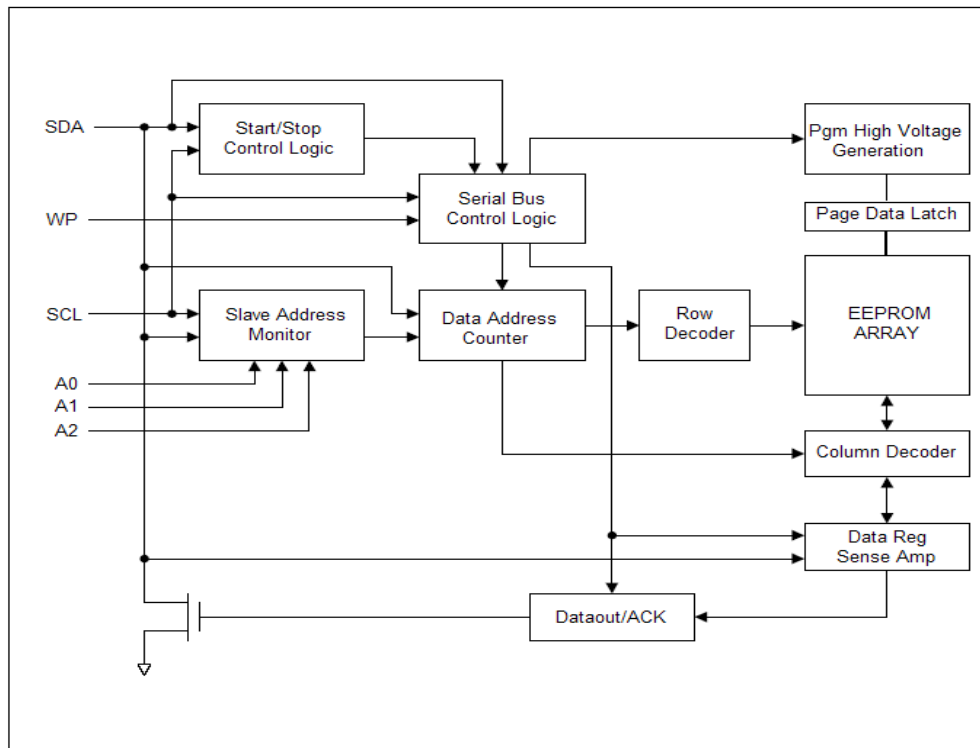 SDA
Start/Stop
Control Logic
Pgm High Voltage
Generation
WP
Serial Bus
Control Logic
Page Data Latch
SCL
Slave Address
Monitor
Data Address
Counter
Row
Decoder
EEPROM
ARRAY
A0
A1
A2
Column Decoder
Data Reg
Sense Amp
Dataout/ACK